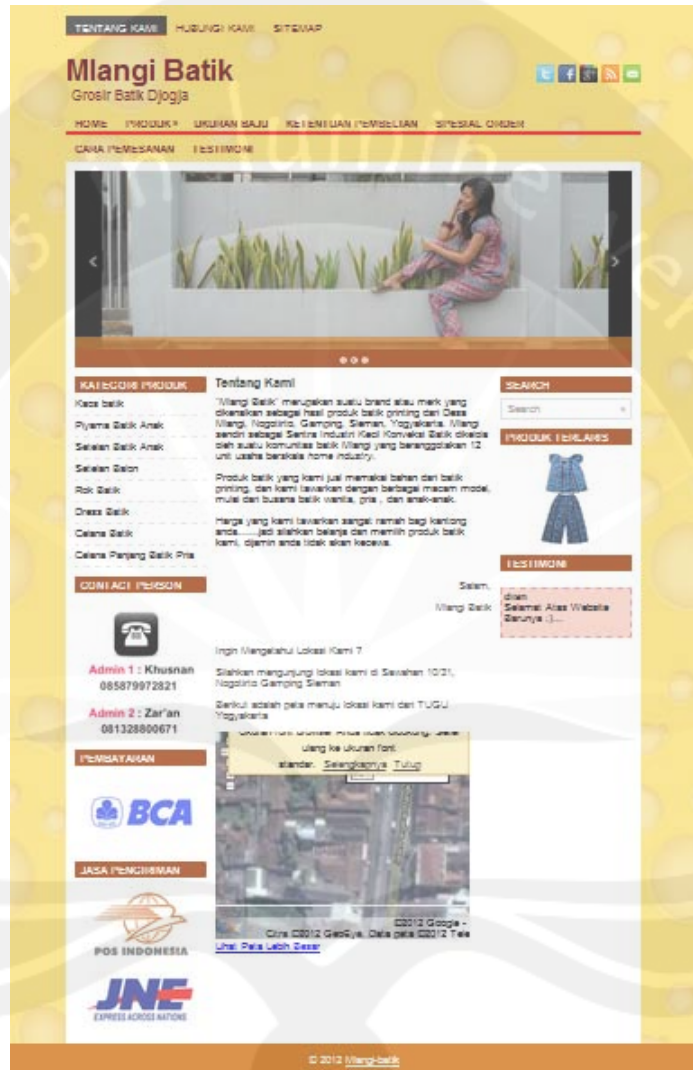 TENTANG KAMI HUBUNGI KAMI SITEMAP
Mlangi Batik
Grosir Batik Djogja
HOME PRODUK» UKURAN BAJU KETENTUAN PEMBELIAN SPESIAL ORDER
CARA PEMESANAN TESTIMONI
KATEGORI PRODUK
Kaos batik
Piyama Batik Anak
Setelan Batik Anak
Setelan Balon
Rok Batik
Dress Batik
Celana Batik
Celana Panjang Batik Pria
CONTACT PERSON
Admin 1 : Khusnan
085879972821
Admin 2 : Zar'an
081328800671
PEMBAYARAN
BCA
JASA PENGIRIMAN
POS INDONESIA
JNE
EXPRESS ACROSS NATIONS
Tentang Kami
"Mlangi Batik" merupakan suatu brand atau merk yang
dikenalkan sebagai hasil produk batik printing dari Desa
Mlangi, Nogotirto, Gamping, Sleman, Yogyakarta. Mlangi
sendiri sebagai Sentra Industri Kecil Konveksi Batik dikelola
oleh suatu komunitas batik Mlangi yang beranggotakan 12
unit usaha berskala home industry.
Produk batik yang kami jual memakai bahan dari batik
printing, dan kami tawarkan dengan berbagai macam model,
mulai dari busana batik wanita, pria , dan anak-anak.
Harga yang kami tawarkan sangat ramah bagi kantong
anda.......jadi silahkan belanja dan memilih produk batik
kami, dijamin anda tidak akan kecewa.
Salam,
Mlangi Batik
Ingin Mengetahui Lokasi Kami ?
Silahkan mengunjungi lokasi kami di Sawahan 10/31,
Nogotirto Gamping Sleman
Berikut adalah peta menuju lokasi kami dari TUGU
Yogyakarta
Ukuran font browser Anda tidak didukung. Setel
ulang ke ukuran font
standar. Selengkapnya Tutup
©2012 Google -
Citra ©2012 GeoEye, Data peta ©2012 Tele
Lihat Peta Lebih Besar
SEARCH
Search
PRODUK TERLARIS
TESTIMONI
Selamat Atas Website
Barunya :)...
© 2012 Mlangi-batik